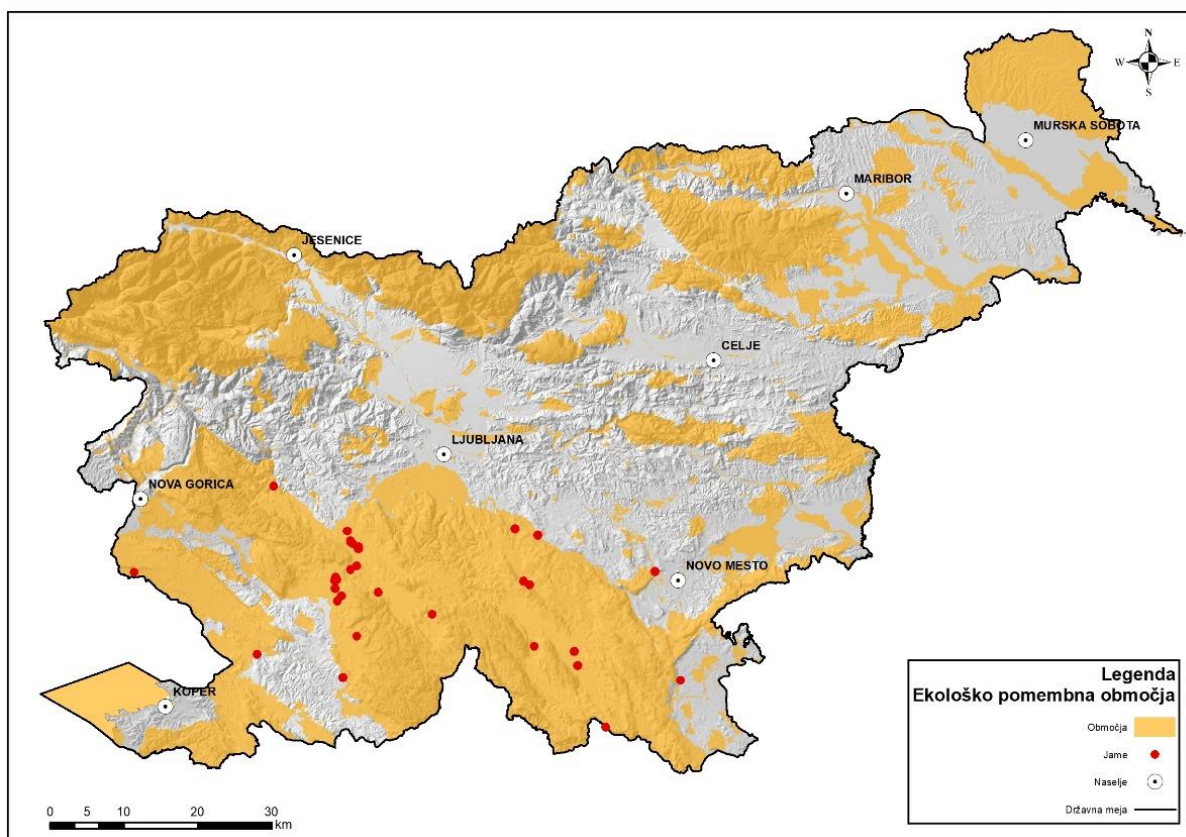 N
W E
S
MURSKA SOBOTA
MARIBOR
JESENICE
CELJE
LJUBLJANA
NOVA GORICA
NOVO MESTO
KOPER
Legenda
Ekološko pomembna območja
Območja
Jame
Naselje
Državna meja
0 5 10 20 30
km